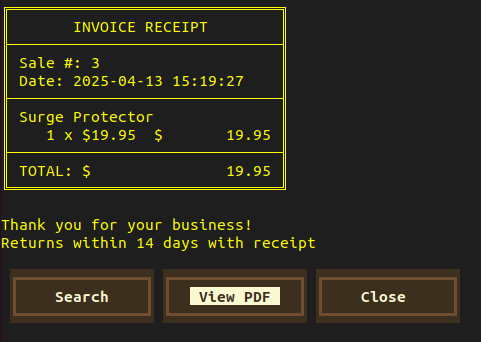 INVOICE RECEIPT
Sale #: 3
Date: 2025-04-13 15:19:27
Surge Protector
1 x $19.95 $ 19.95
TOTAL: $ 19.95
Thank you for your business!
Returns within 14 days with receipt
Search View PDF Close